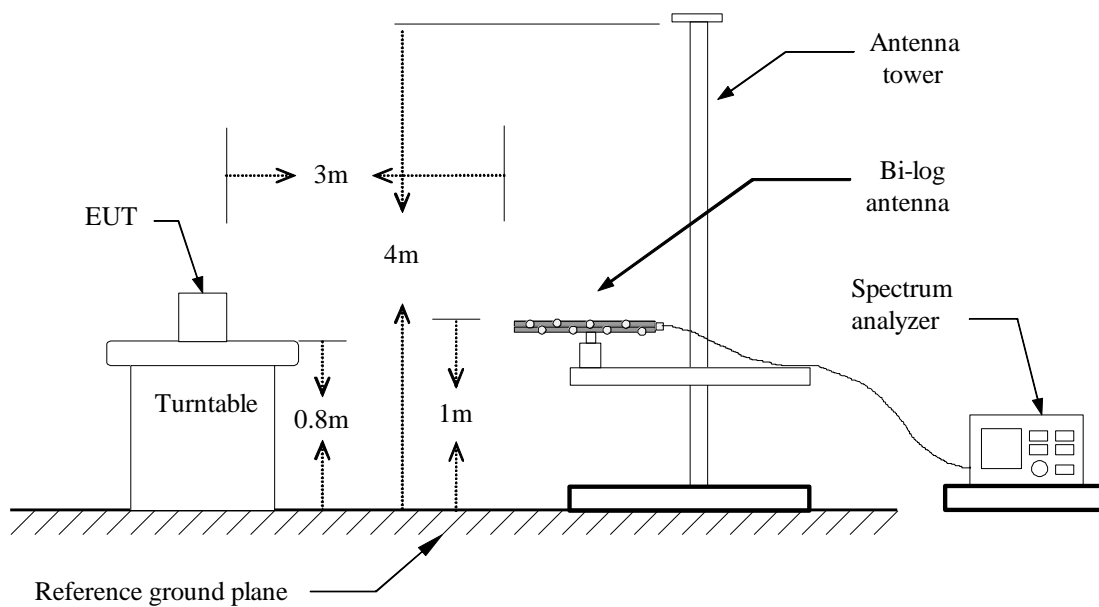 Antenna
tower
3m
Bi-log
antenna
EUT
4m
Spectrum
analyzer
Turntable
0.8m
1m
Reference ground plane